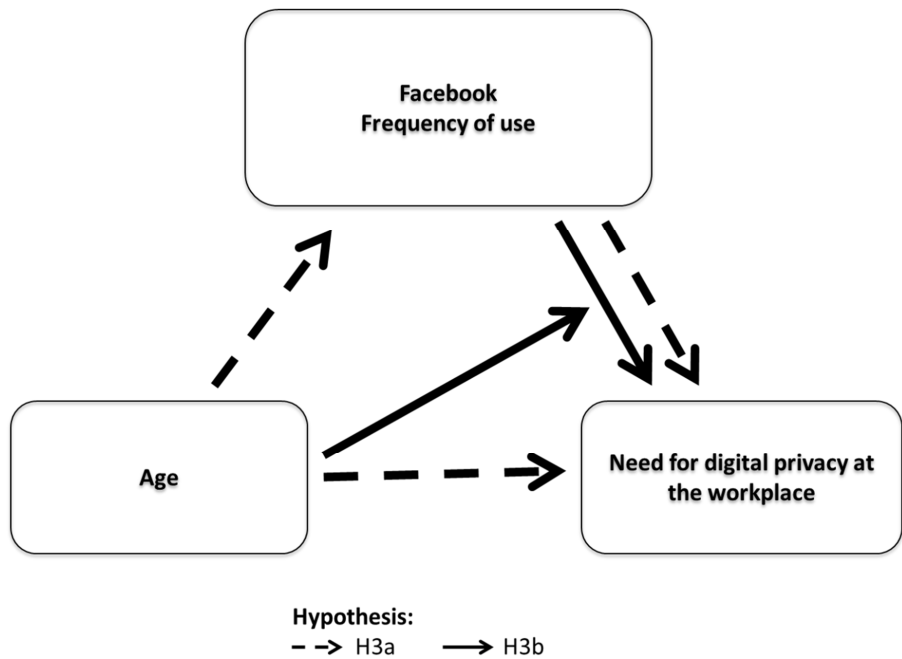 Facebook
Frequency of use
Age
Need for digital privacy at
the workplace
Hypothesis:
H3a
H3b